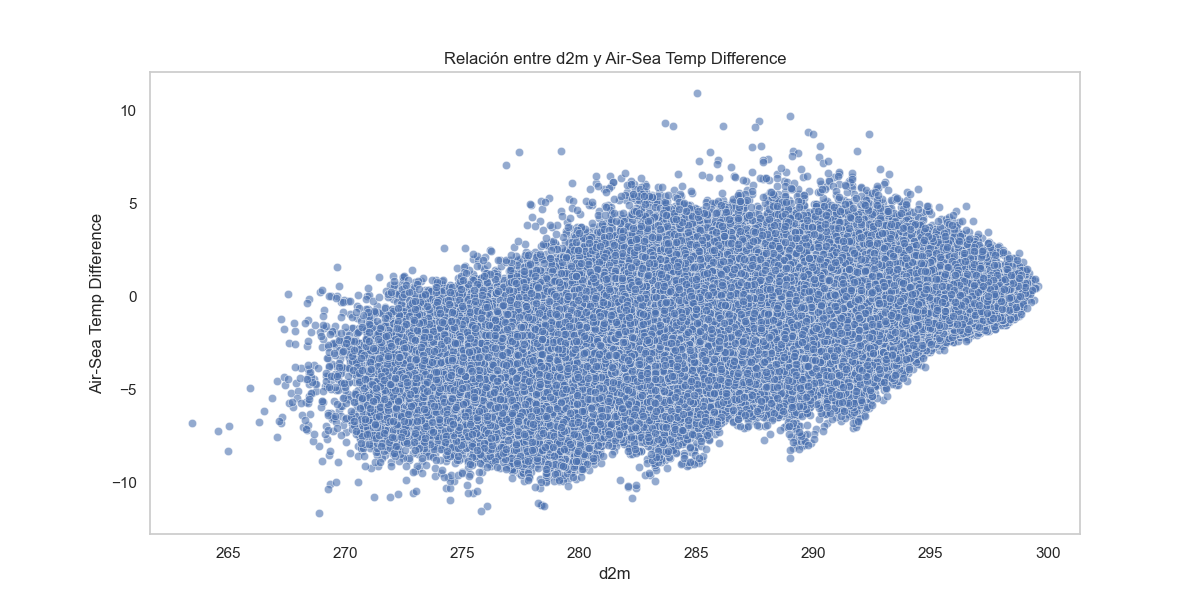 Relación entre d2m y Air-Sea Temp Difference
Air-Sea Temp Difference
10
5
0
−5
−10
265 270 275 280 285 290 295 300
d2m